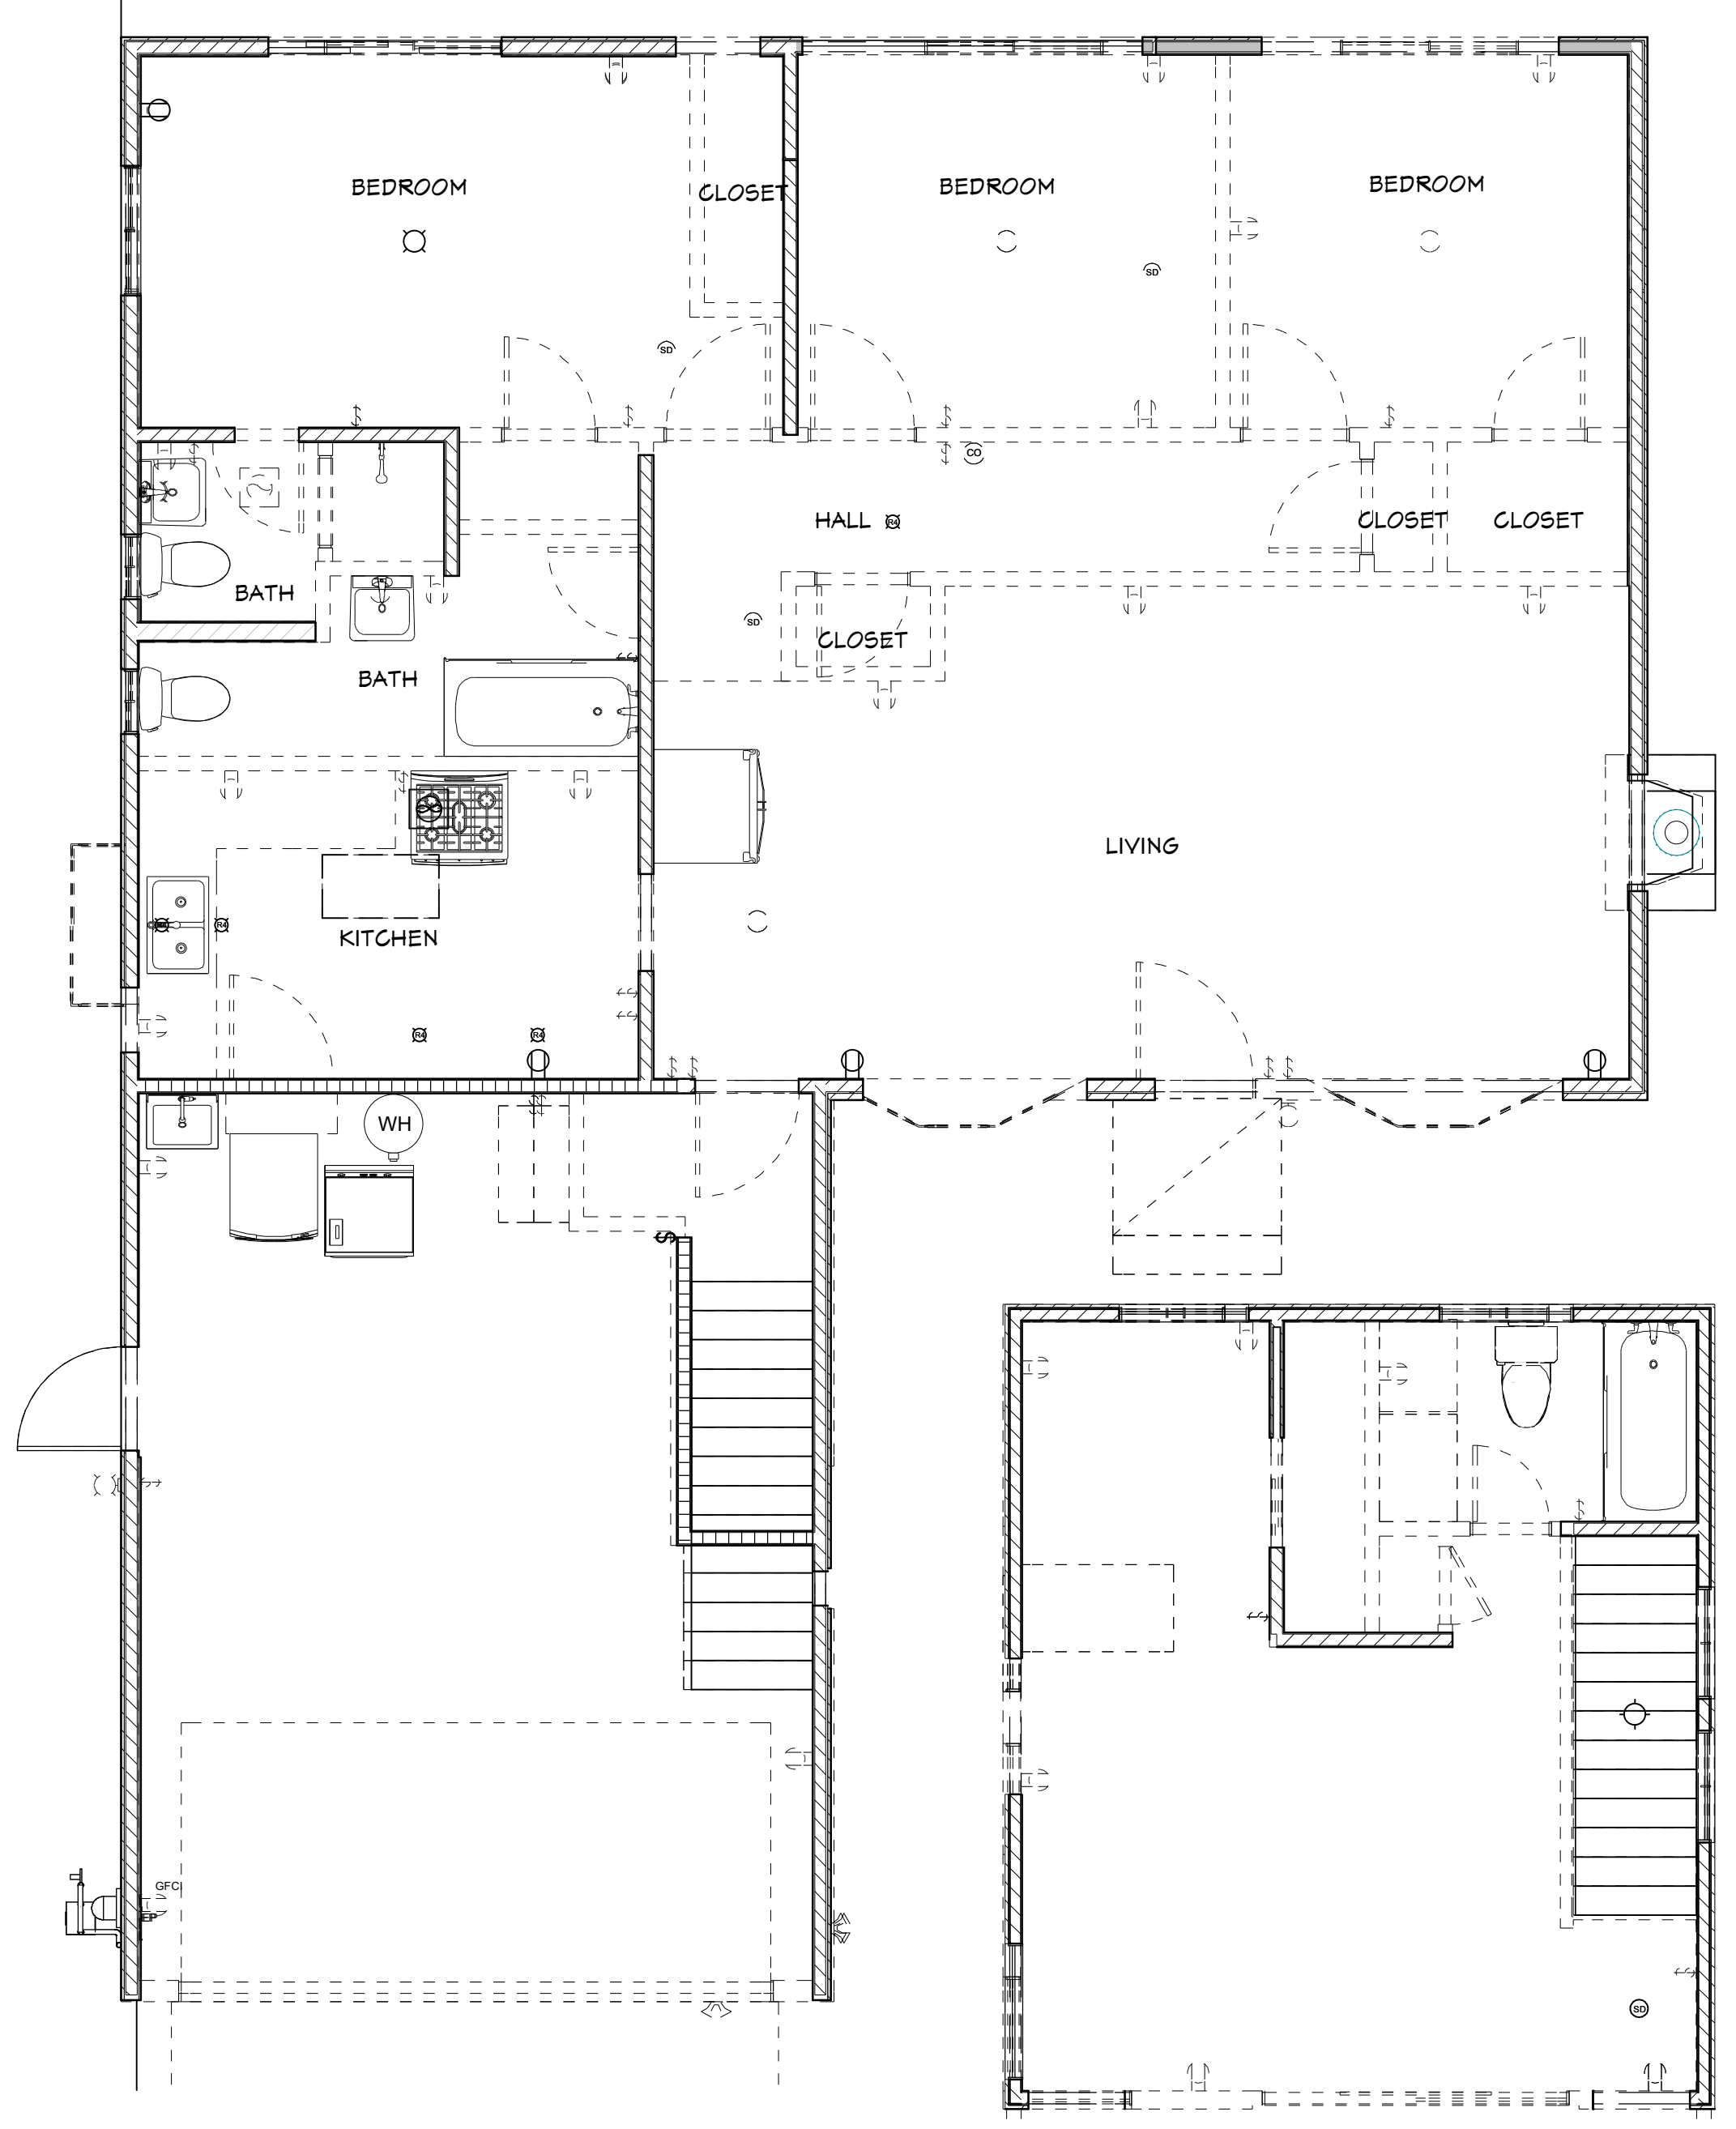 BEDROOM
CLOSET
BEDROOM
BEDROOM
SD
SD
CO
HALL R4
CLOSET
CLOSET
BATH
SD
CLOSET
BATH
LIVING
R4
KITCHEN
R4
R4
WH
S
GFCI
SD